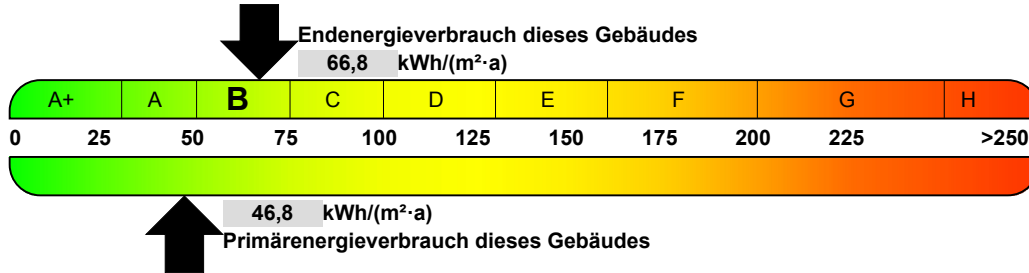 Endenergieverbrauch dieses Gebäudes
66,8 kWh/(m²·a)
A+ A B C D E F G H
0 25 50 75 100 125 150 175 200 225 >250
46,8 kWh/(m²·a)
Primärenergieverbrauch dieses Gebäudes